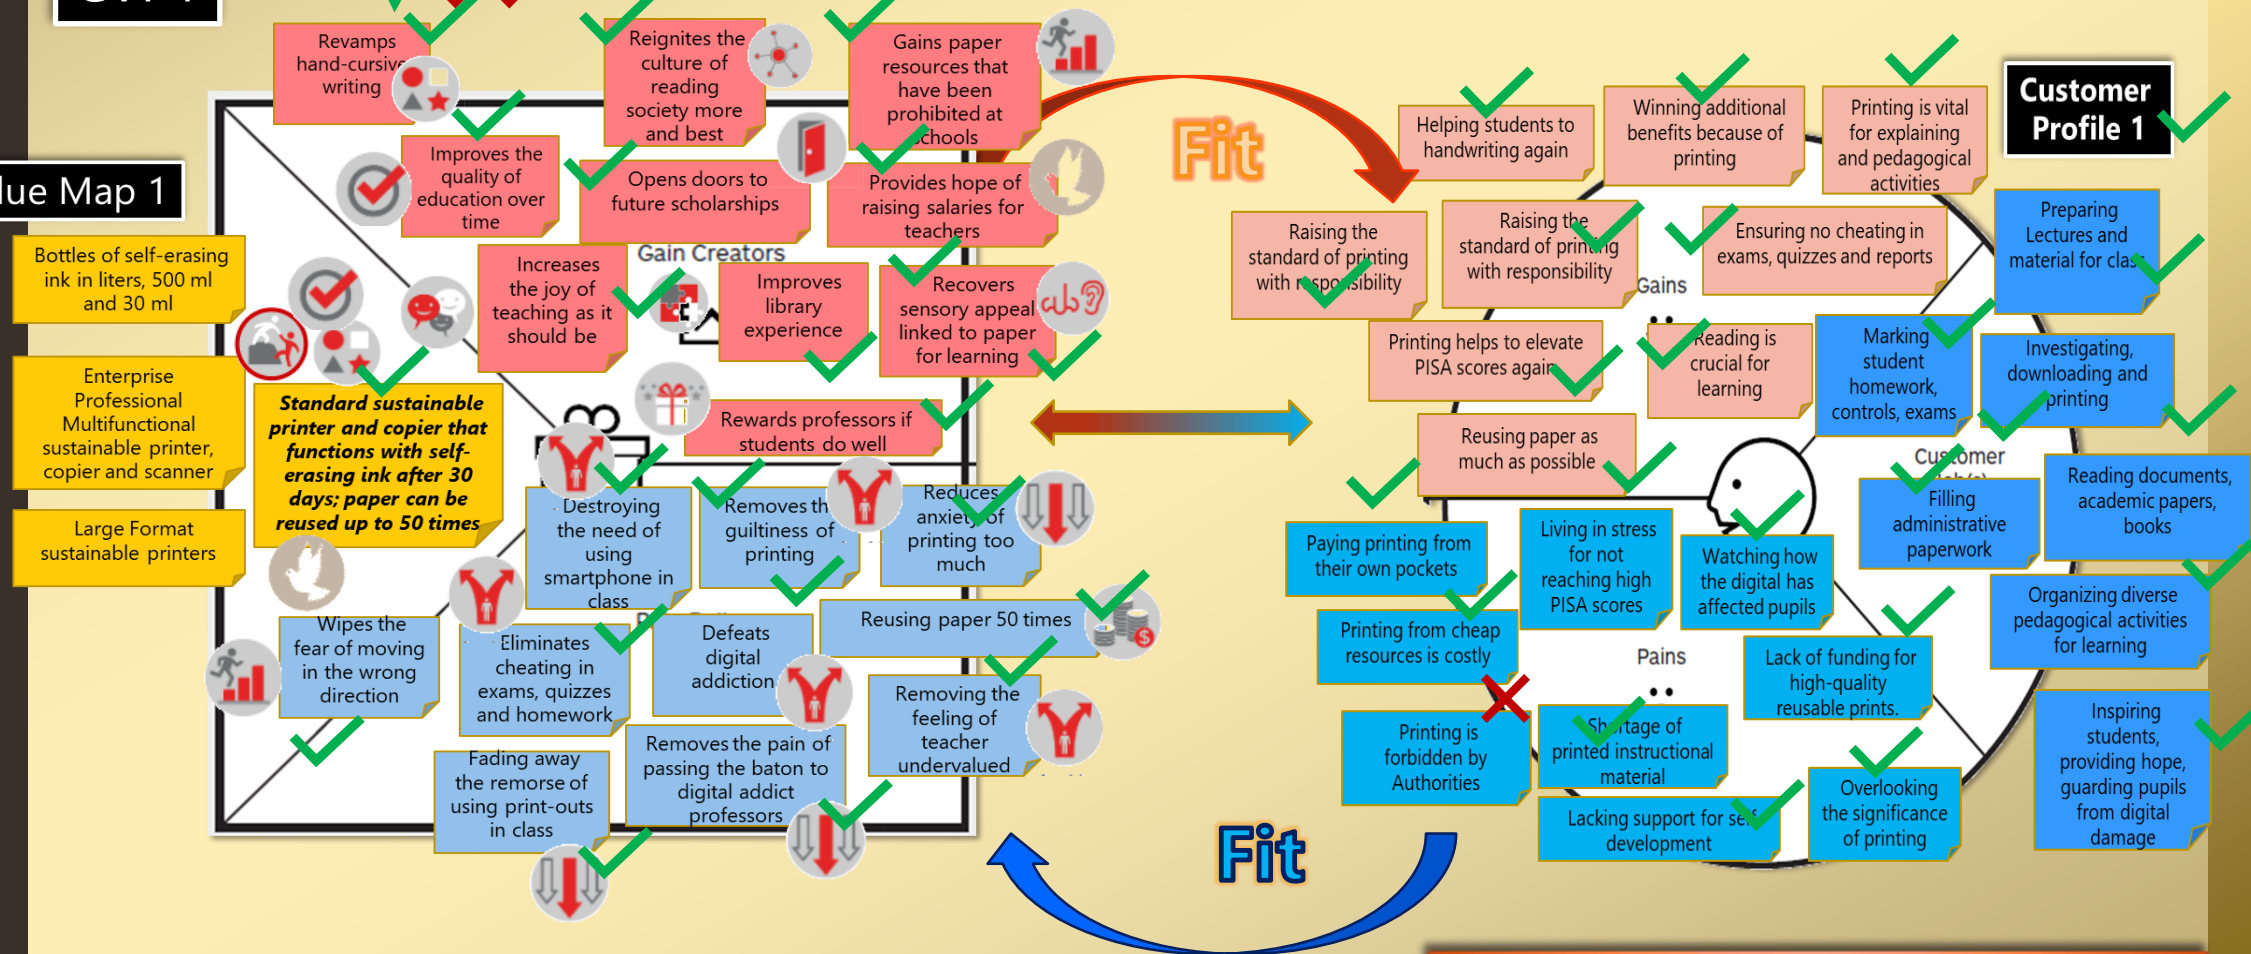 lue Map 1
Revamps
hand-cursive
writing
Reignites the
culture of
reading
society more
and best
Gains paper
resources that
have been
prohibited at
schools
Improves the
quality of
education over
time
Opens doors to
future scholarships
Provides hope of
raising salaries for
teachers
Gain Creators
Increases
the joy of
teaching as it
should be
Improves
library
experience
Recovers
sensory appeal
linked to paper
for learning
Rewards professors if
students do well
Bottles of self-erasing
ink in liters, 500 ml
and 30 ml
Enterprise
Professional
Multifunctional
sustainable printer,
copier and scanner
Large Format
sustainable printers
Standard sustainable
printer and copier that
functions with self-
erasing ink after 30
days; paper can be
reused up to 50 times
Destroying
the need of
using
smartphone in
class
Removes the
guiltiness of
printing
Reduces
anxiety of
printing too
much
Wipes the
fear of moving
in the wrong
direction
Eliminates
cheating in
exams, quizzes
and homework
Defeats
digital
addiction
Reusing paper 50 times
Removing the
feeling of
teacher
undervalued
Fading away
the remorse of
using print-outs
in class
Removes the pain of
passing the baton to
digital addict
professors
Fit
Fit
Customer
Profile 1
Helping students to
handwriting again
Winning additional
benefits because of
printing
Printing is vital
for explaining
and pedagogical
activities
Raising the
standard of printing
with responsibility
Raising the
standard of printing
with responsibility
Ensuring no cheating in
exams, quizzes and reports
Gains
Printing helps to elevate
PISA scores again
Reading is
crucial for
learning
Reusing paper as
much as possible
Preparing
Lectures and
material for class
Marking
student
homework,
controls, exams
Investigating,
downloading and
printing
Customer
Filling
administrative
paperwork
Reading documents,
academic papers,
books
Organizing diverse
pedagogical activities
for learning
Inspiring
students,
providing hope,
guarding pupils
from digital
damage
Paying printing from
their own pockets
Living in stress
for not
reaching high
PISA scores
Watching how
the digital has
affected pupils
Printing from cheap
resources is costly
Pains
Lack of funding for
high-quality
reusable prints.
Printing is
forbidden by
Authorities
Shortage of
printed instructional
material
Lacking support for self
development
Overlooking
the significance
of printing